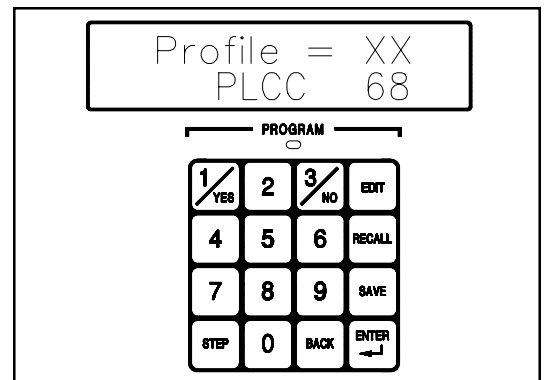 Profile = XX
PLCC 68
PROGRAM
1/YES 2 3/NO EDIT
4 5 6 RECALL
7 8 9 SAVE
STEP 0 BACK ENTER